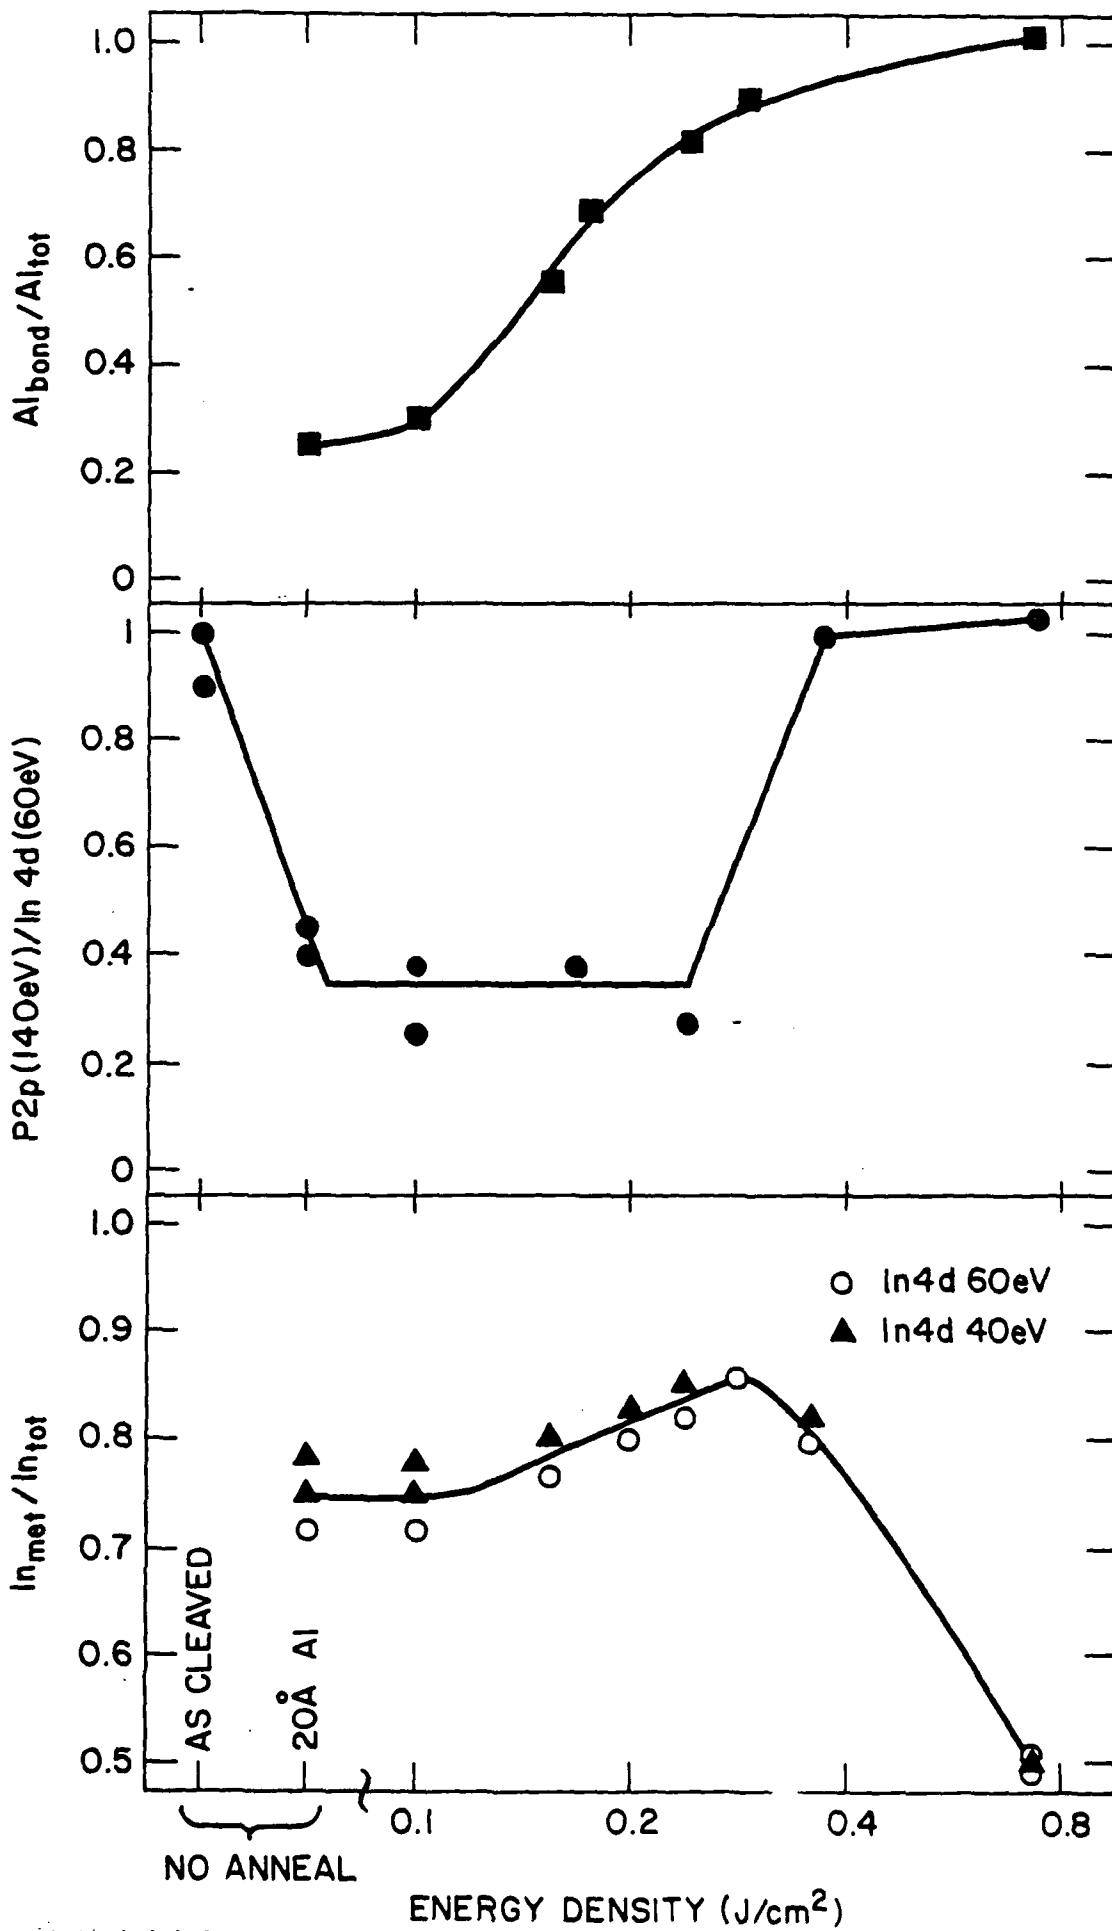 Al_bond/Al_tot
1.0
0.8
0.6
0.4
0.2
0
P2p(140eV)/In 4d(60eV)
1
0.8
0.6
0.4
0.2
0
In_met/In_tot
1.0
0.9
0.8
0.7
0.6
0.5
In4d 60eV
In4d 40eV
AS CLEAVED
20Å Al
0.1
0.2
0.4
0.8
NO ANNEAL
ENERGY DENSITY (J/cm²)